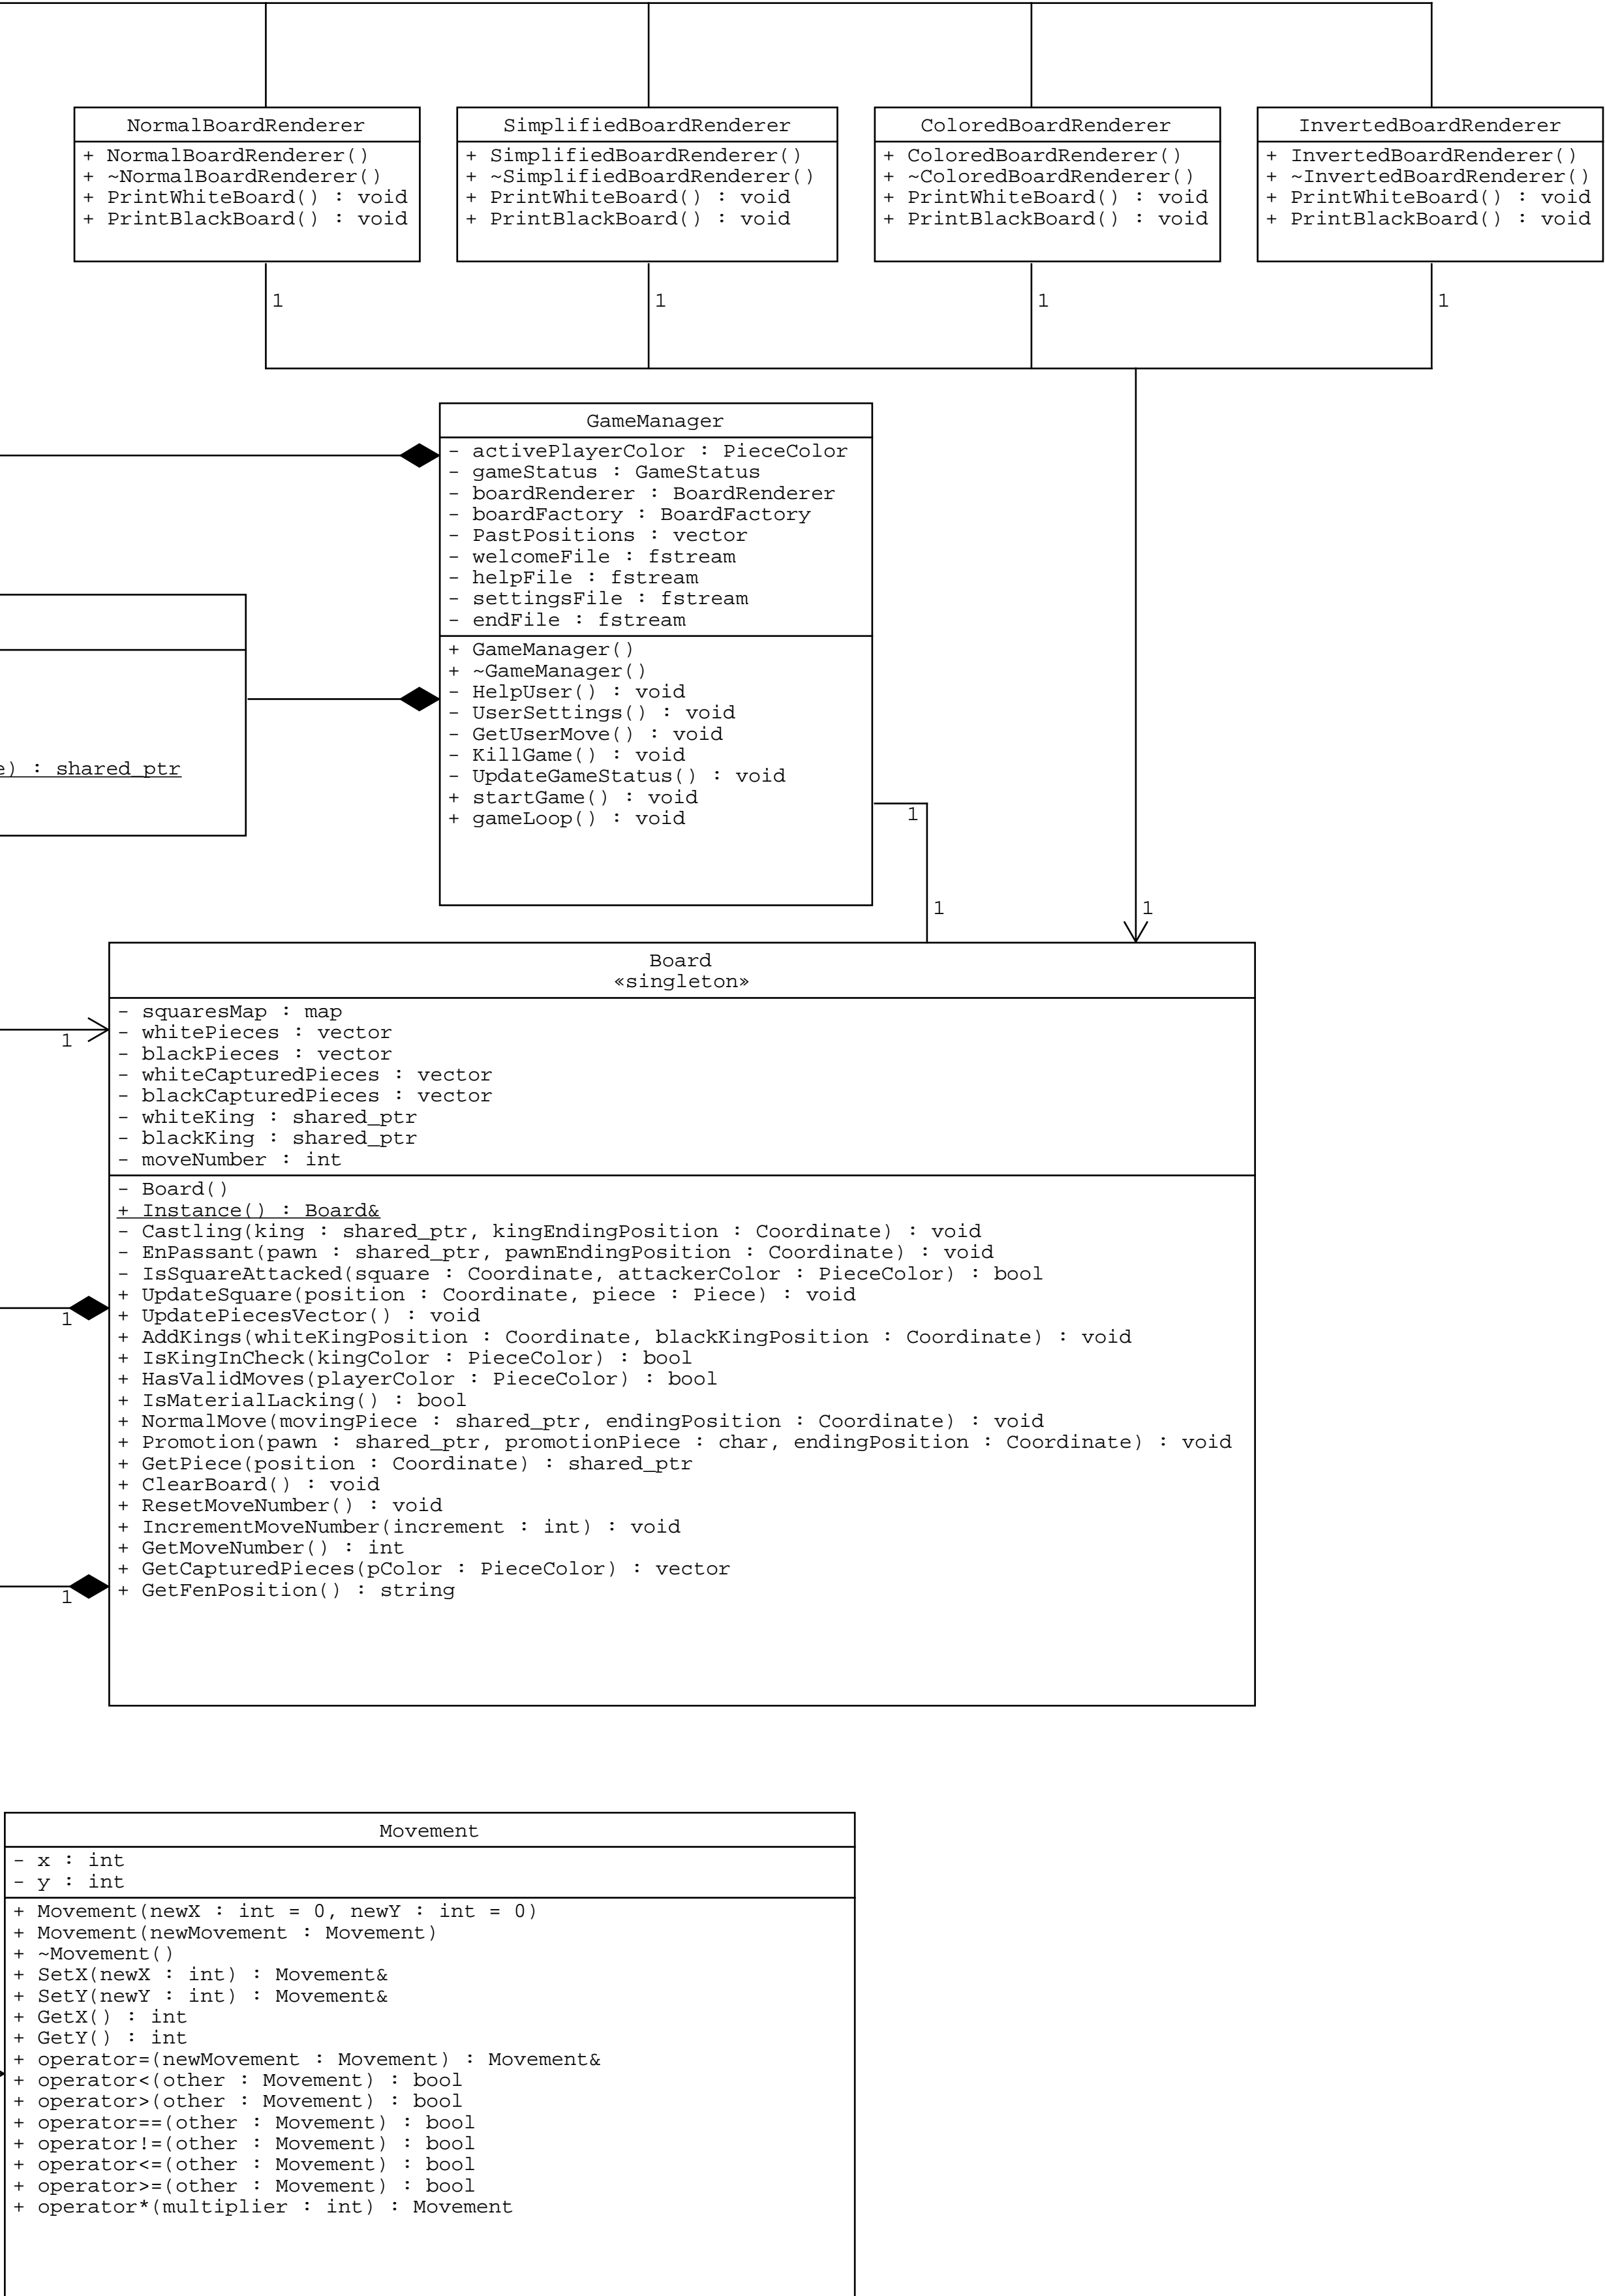 NormalBoardRenderer
+ NormalBoardRenderer()
+ ~NormalBoardRenderer()
+ PrintWhiteBoard() : void
+ PrintBlackBoard() : void
SimplifiedBoardRenderer
+ SimplifiedBoardRenderer()
+ ~SimplifiedBoardRenderer()
+ PrintWhiteBoard() : void
+ PrintBlackBoard() : void
ColoredBoardRenderer
+ ColoredBoardRenderer()
+ ~ColoredBoardRenderer()
+ PrintWhiteBoard() : void
+ PrintBlackBoard() : void
InvertedBoardRenderer
+ InvertedBoardRenderer()
+ ~InvertedBoardRenderer()
+ PrintWhiteBoard() : void
+ PrintBlackBoard() : void
1
1
1
1
GameManager
- activePlayerColor : PieceColor
- gameStatus : GameStatus
- boardRenderer : BoardRenderer
- boardFactory : BoardFactory
- PastPositions : vector
- welcomeFile : fstream
- helpFile : fstream
- settingsFile : fstream
- endFile : fstream
+ GameManager()
+ ~GameManager()
- HelpUser() : void
- UserSettings() : void
- GetUserMove() : void
- KillGame() : void
- UpdateGameStatus() : void
+ startGame() : void
+ gameLoop() : void
e) : shared_ptr
1
1
1
Board
«singleton»
- squaresMap : map
- whitePieces : vector
- blackPieces : vector
- whiteCapturedPieces : vector
- blackCapturedPieces : vector
- whiteKing : shared_ptr
- blackKing : shared_ptr
- moveNumber : int
- Board()
+ Instance() : Board&
- Castling(king : shared_ptr, kingEndingPosition : Coordinate) : void
- EnPassant(pawn : shared_ptr, pawnEndingPosition : Coordinate) : void
- IsSquareAttacked(square : Coordinate, attackerColor : PieceColor) : bool
+ UpdateSquare(position : Coordinate, piece : Piece) : void
+ UpdatePiecesVector() : void
+ AddKings(whiteKingPosition : Coordinate, blackKingPosition : Coordinate) : void
+ IsKingInCheck(kingColor : PieceColor) : bool
+ HasValidMoves(playerColor : PieceColor) : bool
+ IsMaterialLacking() : bool
+ NormalMove(movingPiece : shared_ptr, endingPosition : Coordinate) : void
+ Promotion(pawn : shared_ptr, promotionPiece : char, endingPosition : Coordinate) : void
+ GetPiece(position : Coordinate) : shared_ptr
+ ClearBoard() : void
+ ResetMoveNumber() : void
+ IncrementMoveNumber(increment : int) : void
+ GetMoveNumber() : int
+ GetCapturedPieces(pColor : PieceColor) : vector
+ GetFenPosition() : string
1
1
1
Movement
- x : int
- y : int
+ Movement(newX : int = 0, newY : int = 0)
+ Movement(newMovement : Movement)
+ ~Movement()
+ SetX(newX : int) : Movement&
+ SetY(newY : int) : Movement&
+ GetX() : int
+ GetY() : int
+ operator=(newMovement : Movement) : Movement&
+ operator<(other : Movement) : bool
+ operator>(other : Movement) : bool
+ operator==(other : Movement) : bool
+ operator!=(other : Movement) : bool
+ operator<=(other : Movement) : bool
+ operator>=(other : Movement) : bool
+ operator*(multiplier : int) : Movement